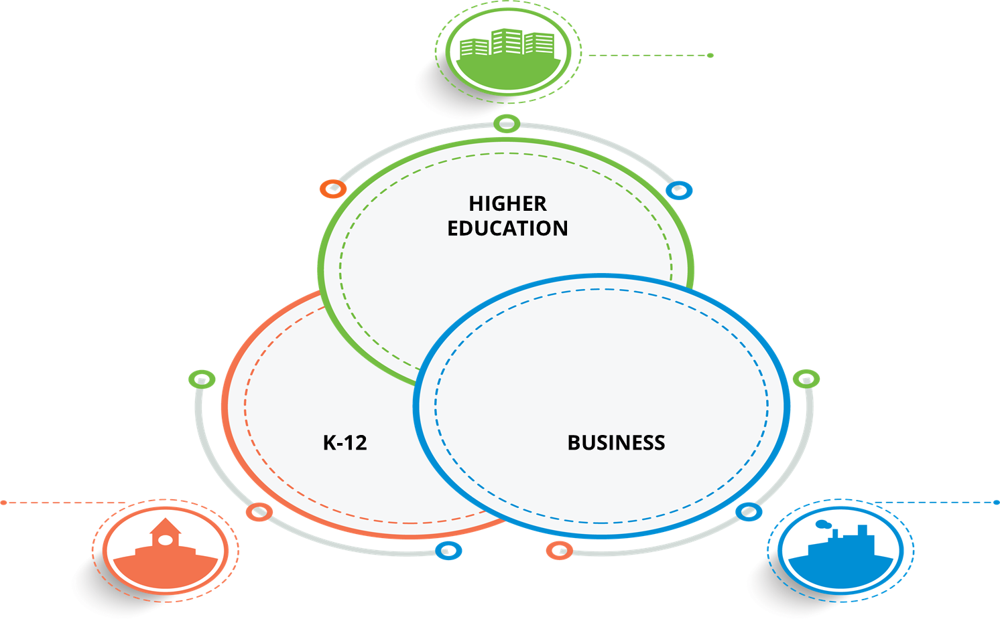 HIGHER
EDUCATION
K-12
BUSINESS